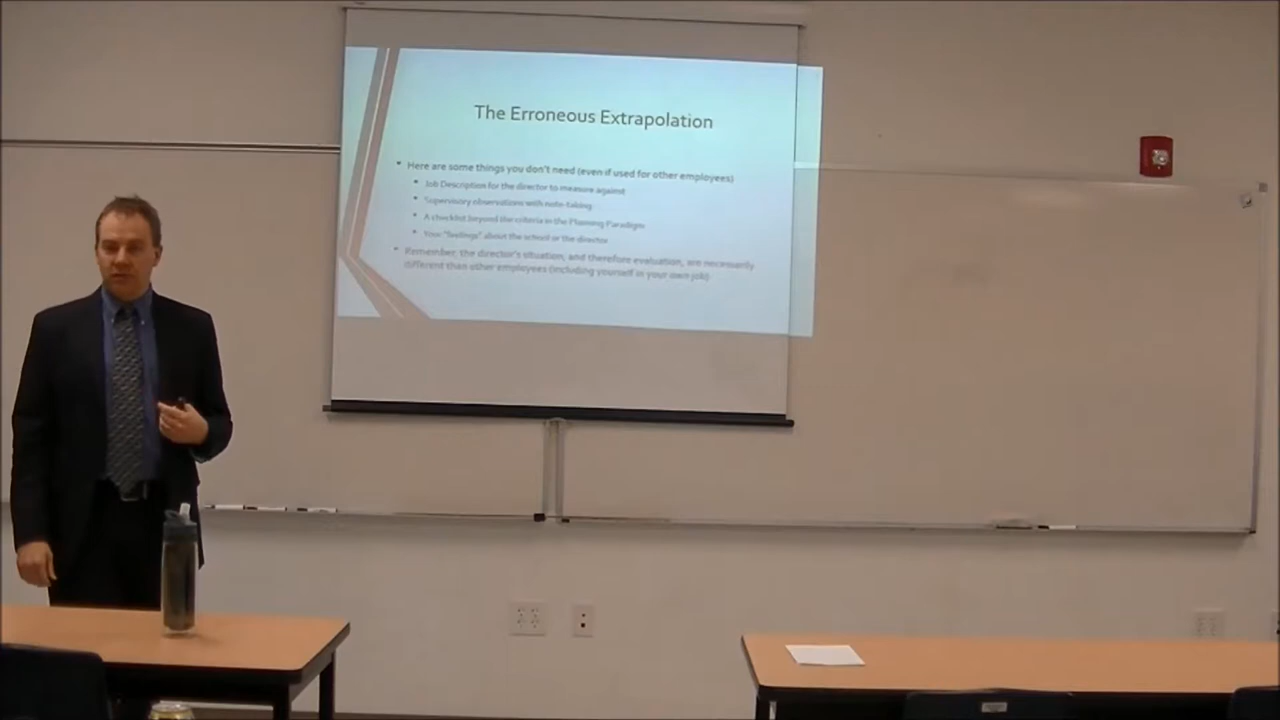 The Erroneous Extrapolation
Here are some things you don't need (even if used for other employees)
Job Description for the director to measure against
Supervisory observations with note-taking
A checklist beyond the criteria in the Planning Paradigm
Your "feelings" about the school or the director
Remember, the director's situation, and therefore evaluation, are necessarily
different than other employees (including yourself in your own job)